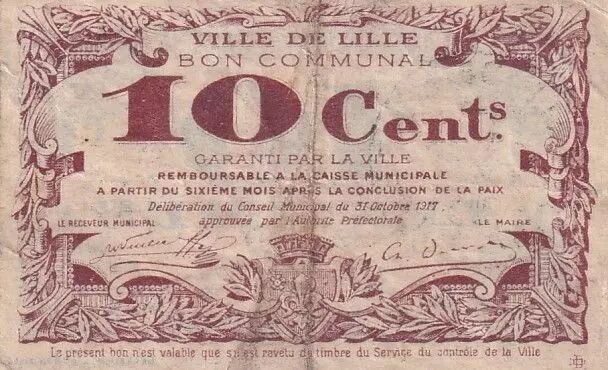 VILLE DE LILLE
BON COMMUNAL
10 Cents.
GARANTI PAR LA VILLE
REMBOURSABLE A LA CAISSE MUNICIPALE
A PARTIR DU SIXIÈME MOIS APRÈS LA CONCLUSION DE LA PAIX
Délibération du Conseil Municipal du 31 Octobre 1917
approuvée par l'Autorité Préfectorale
LE RECEVEUR MUNICIPAL
LE MAIRE
Le présent bon n'est valable que s'il est revêtu du timbre du Service du contrôle de la Ville